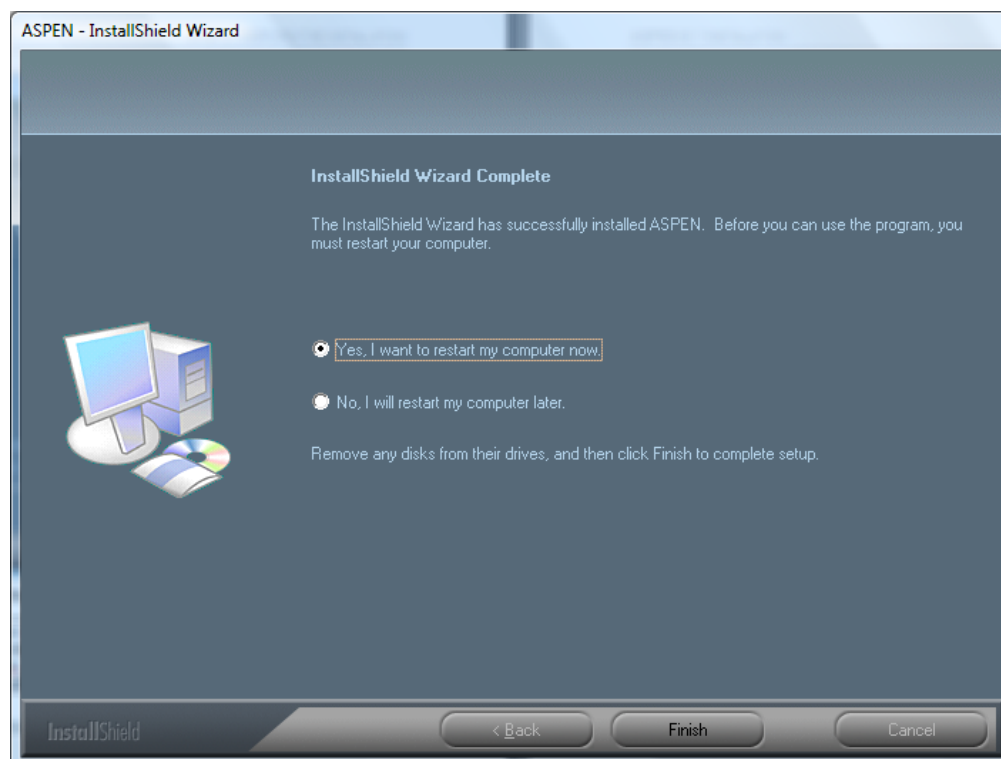 ASPEN - InstallShield Wizard
InstallShield Wizard Complete
The InstallShield Wizard has successfully installed ASPEN. Before you can use the program, you
must restart your computer.
Yes, I want to restart my computer now.
No, I will restart my computer later.
Remove any disks from their drives, and then click Finish to complete setup.
InstallShield
< Back
Finish
Cancel